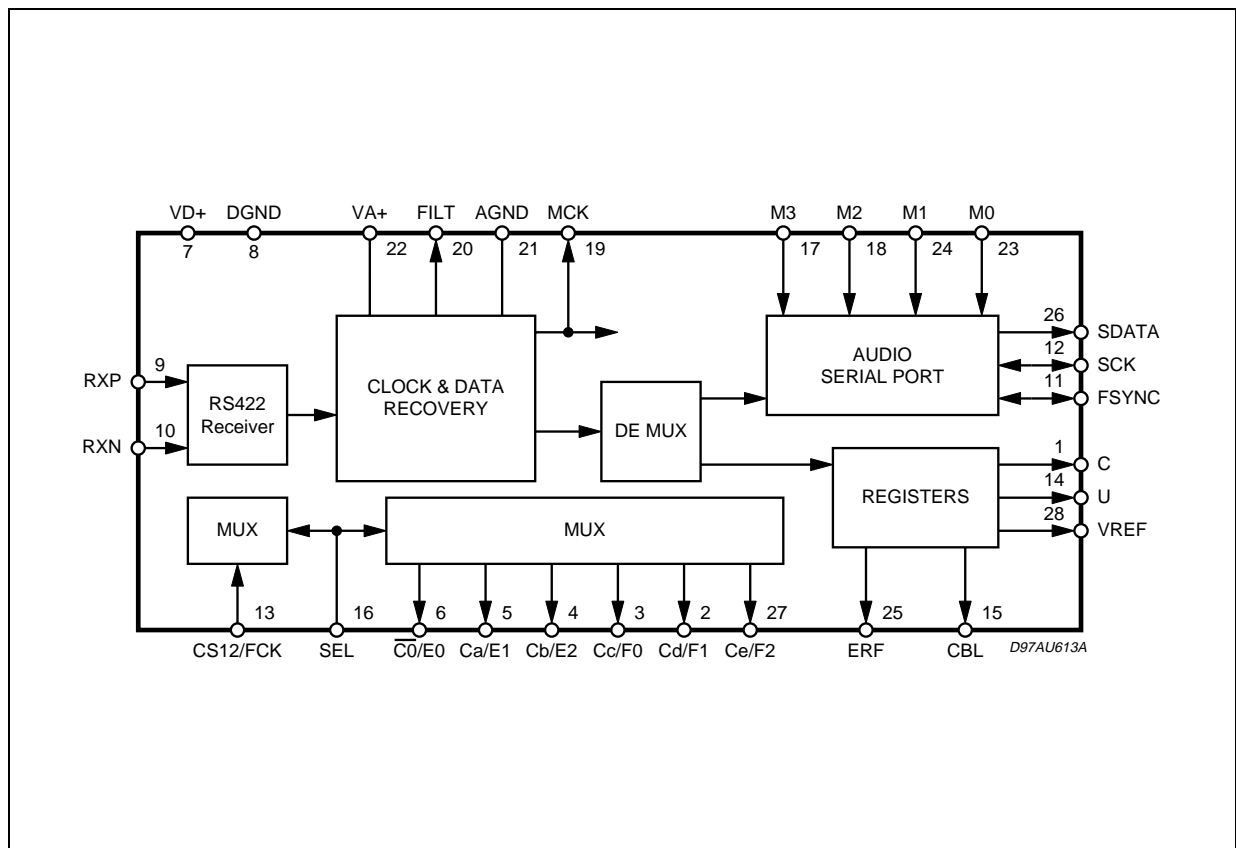 VD+ DGND VA+ FILT AGND MCK M3 M2 M1 M0
7 8 22 20 21 19 17 18 24 23
RXP 9
RXN 10
RS422
Receiver
CLOCK & DATA
RECOVERY
DE MUX
AUDIO
SERIAL PORT
26 SDATA
12 SCK
11 FSYNC
REGISTERS
1 C
14 U
28 VREF
MUX
MUX
13 16 6 5 4 3 2 27 25 15
CS12/FCK SEL C̅0̅/E0 Ca/E1 Cb/E2 Cc/F0 Cd/F1 Ce/F2 ERF CBL
D97AU613A